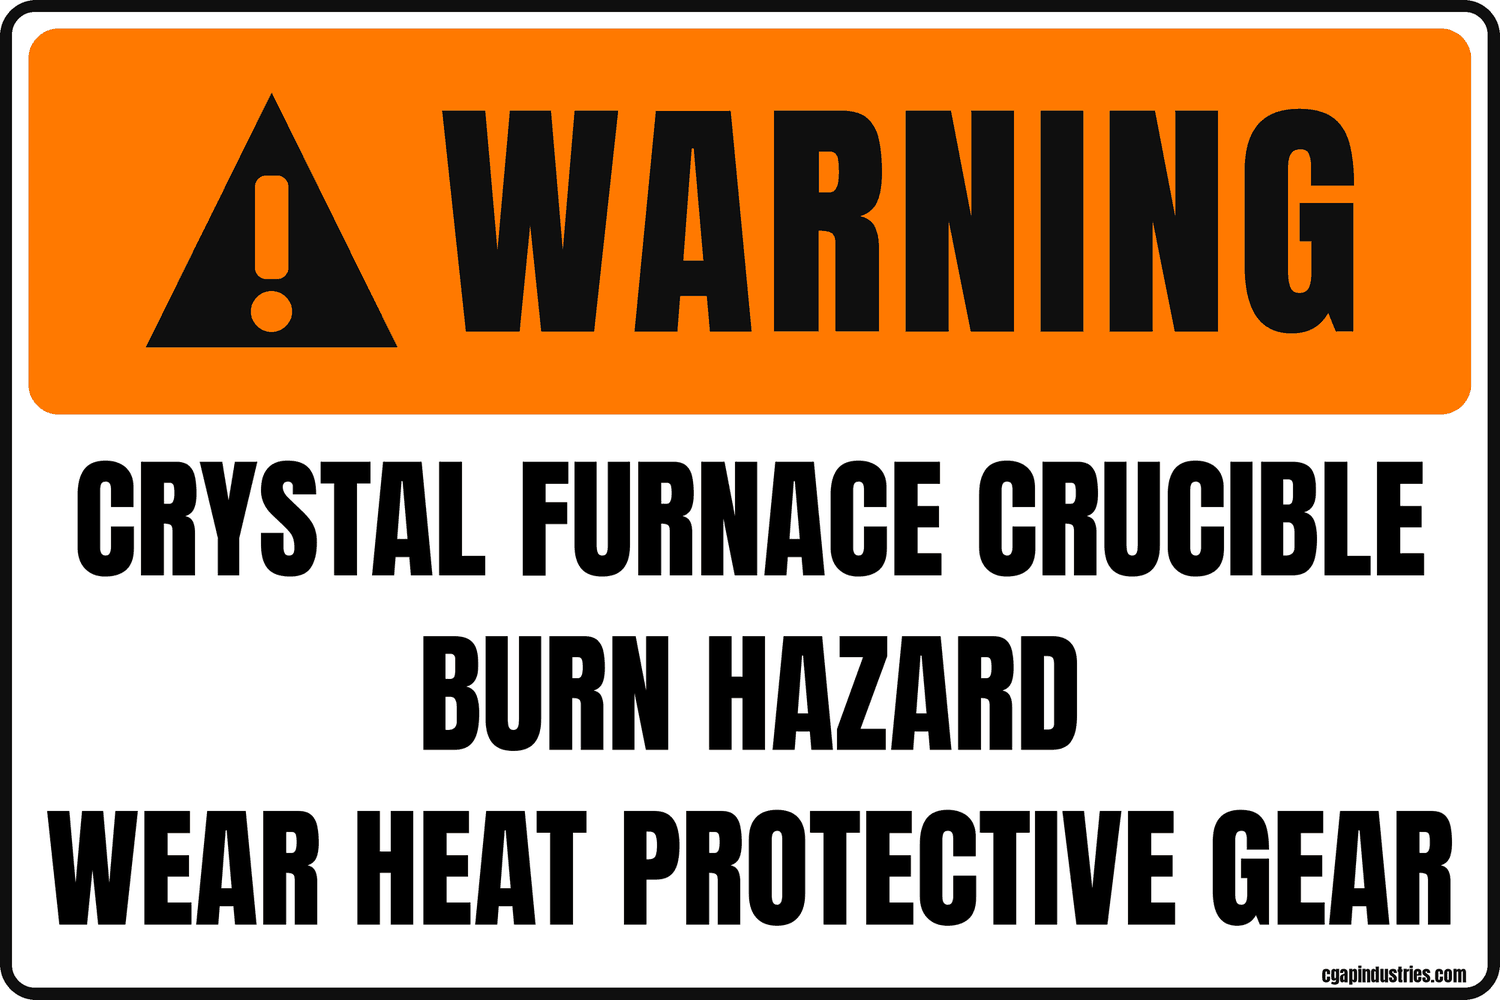 WARNING
CRYSTAL FURNACE CRUCIBLE
BURN HAZARD
WEAR HEAT PROTECTIVE GEAR
cgapindustries.com